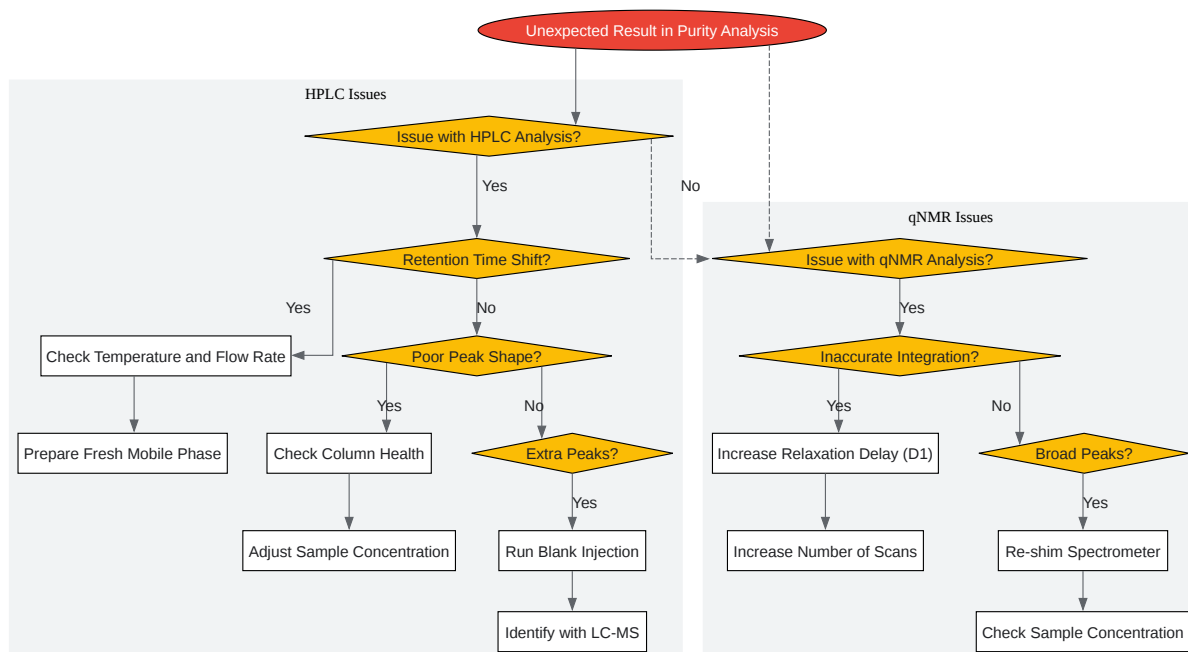 Unexpected Result in Purity Analysis
HPLC Issues
Issue with HPLC Analysis?
Yes
No
qNMR Issues
Retention Time Shift?
Issue with qNMR Analysis?
Yes
No
Yes
Check Temperature and Flow Rate
Poor Peak Shape?
Inaccurate Integration?
Yes
No
Yes
No
Prepare Fresh Mobile Phase
Check Column Health
Extra Peaks?
Increase Relaxation Delay (D1)
Broad Peaks?
Yes
Yes
Adjust Sample Concentration
Run Blank Injection
Increase Number of Scans
Re-shim Spectrometer
Identify with LC-MS
Check Sample Concentration